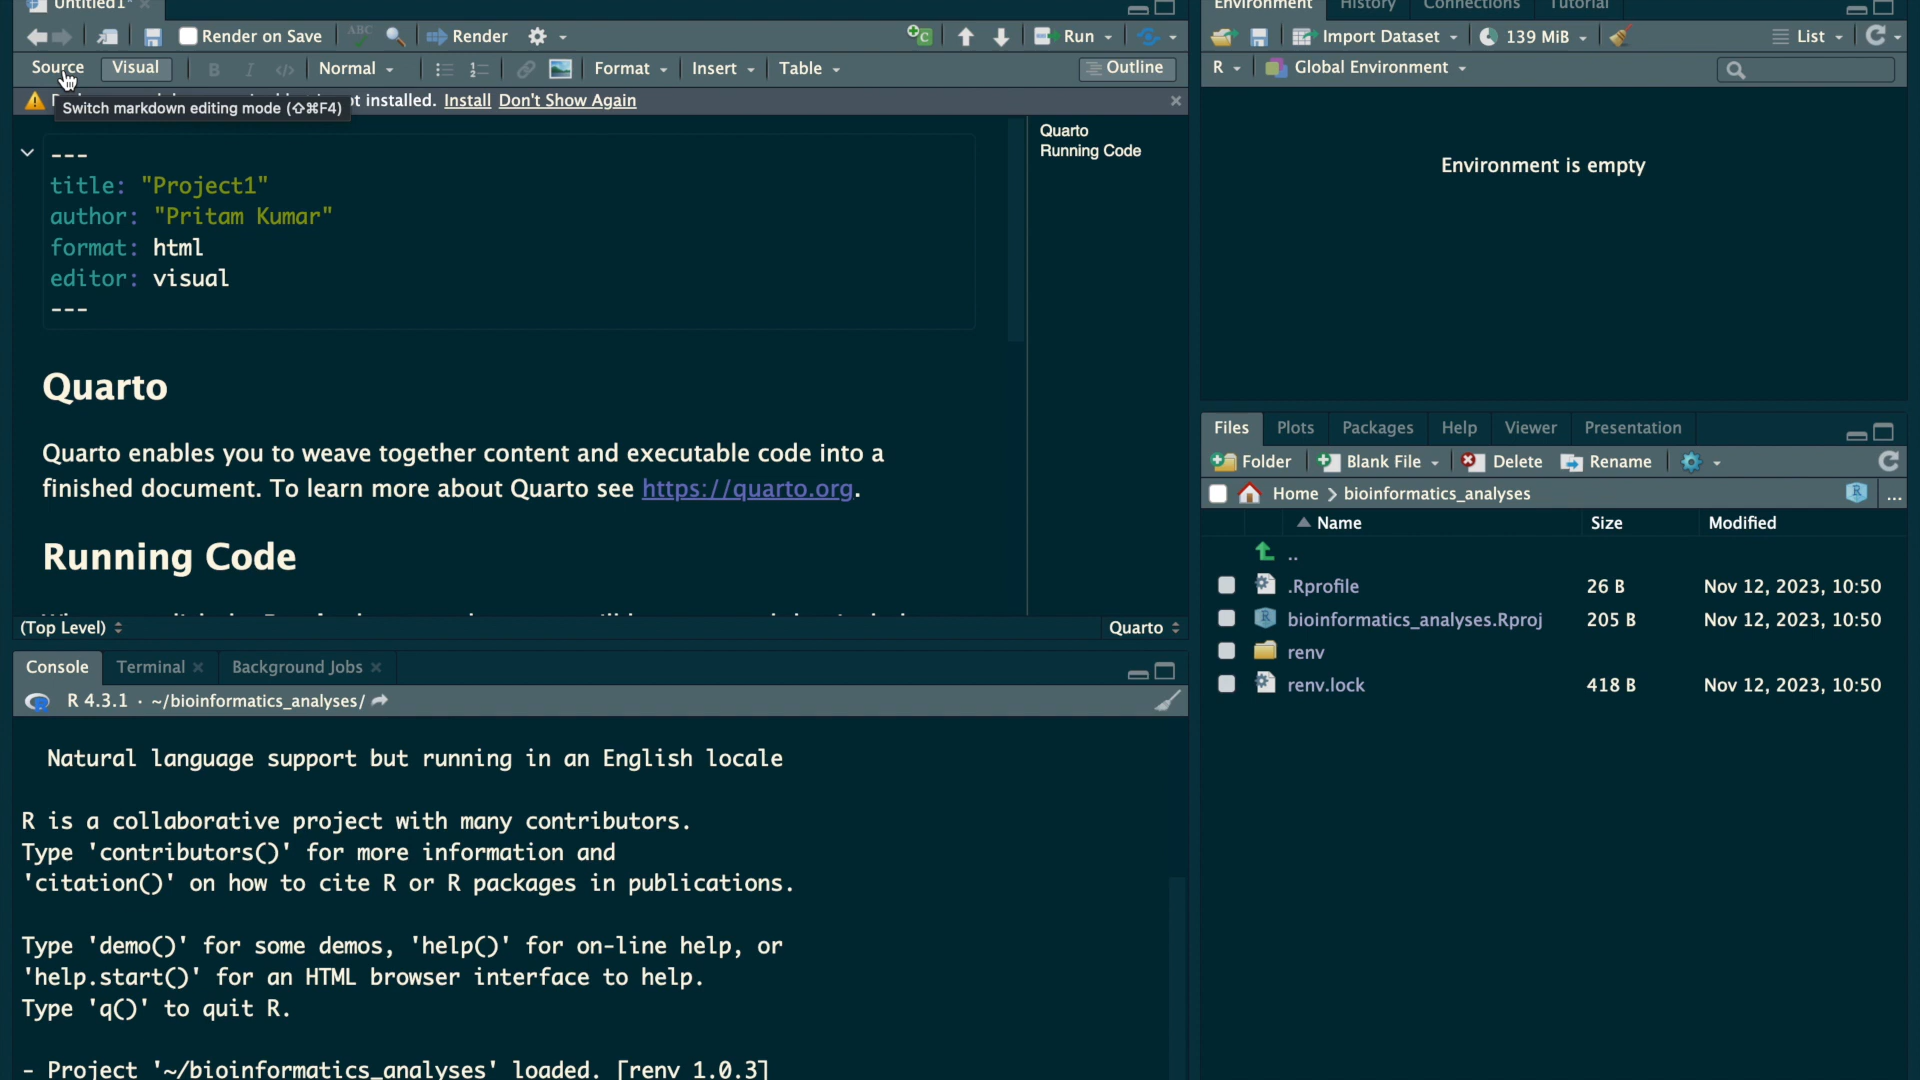 Untitled1*
Render on Save
ABC
Render
Run
Source
Visual
B
I
</>
Normal
Format
Insert
Table
Outline
t installed. Install Don't Show Again
Switch markdown editing mode (⇧⌘F4)
---
title: "Project1"
author: "Pritam Kumar"
format: html
editor: visual
---
Quarto
Quarto enables you to weave together content and executable code into a
finished document. To learn more about Quarto see https://quarto.org.
Running Code
Quarto
Running Code
(Top Level)
Quarto
Console
Terminal
Background Jobs
R 4.3.1 · ~/bioinformatics_analyses/
Natural language support but running in an English locale
R is a collaborative project with many contributors.
Type 'contributors()' for more information and
'citation()' on how to cite R or R packages in publications.
Type 'demo()' for some demos, 'help()' for on-line help, or
'help.start()' for an HTML browser interface to help.
Type 'q()' to quit R.
- Project '~/bioinformatics_analyses' loaded. [renv 1.0.3]
Environment
History
Connections
Tutorial
Import Dataset
139 MiB
List
R
Global Environment
Environment is empty
Files
Plots
Packages
Help
Viewer
Presentation
Folder
Blank File
Delete
Rename
Home > bioinformatics_analyses
R
...
Name Size Modified
..
.Rprofile 26 B Nov 12, 2023, 10:50
bioinformatics_analyses.Rproj 205 B Nov 12, 2023, 10:50
renv
renv.lock 418 B Nov 12, 2023, 10:50